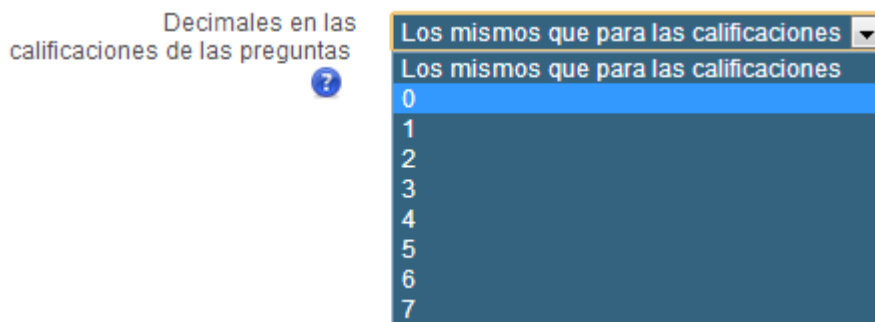 Decimales en las
calificaciones de las preguntas
?
Los mismos que para las calificaciones
Los mismos que para las calificaciones
0
1
2
3
4
5
6
7